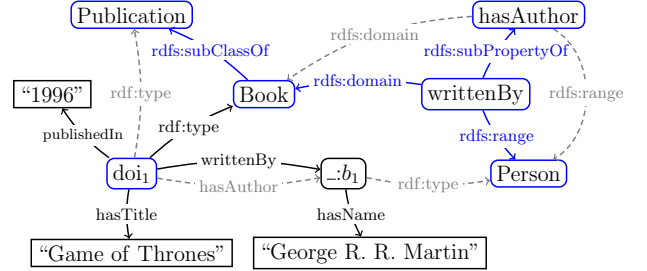 Publication
hasAuthor
rdfs:domain
rdfs:subClassOf
rdfs:subPropertyOf
rdfs:domain
“1996”
rdf:type
Book
writtenBy
rdfs:range
publishedIn
rdf:type
rdfs:range
writtenBy
doi₁
hasAuthor
_:b₁
rdf:type
Person
hasTitle
hasName
“Game of Thrones”
“George R. R. Martin”